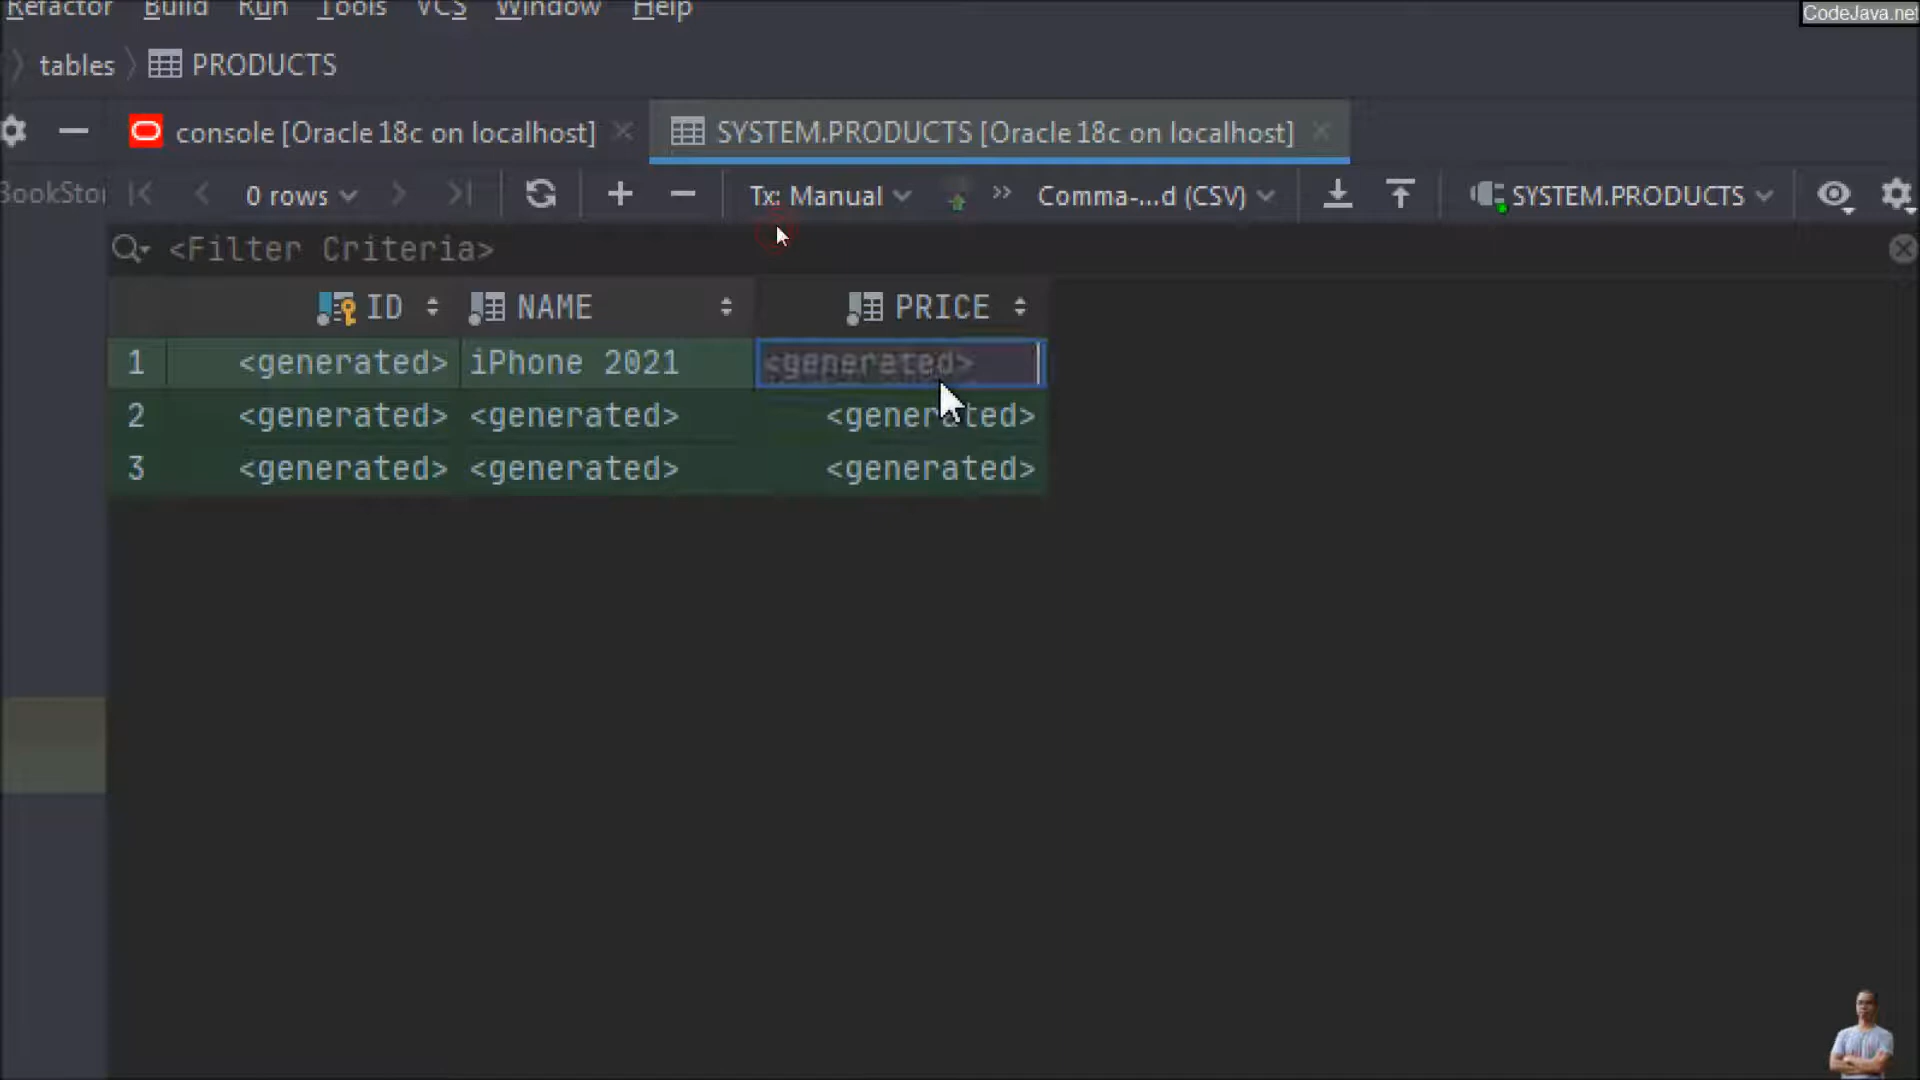 Refactor Build Run Tools VCS Window Help
CodeJava.net
tables PRODUCTS
console [Oracle 18c on localhost] SYSTEM.PRODUCTS [Oracle 18c on localhost]
BookSto 0 rows Tx: Manual Comma-...d (CSV) SYSTEM.PRODUCTS
<Filter Criteria>
ID NAME PRICE
1 <generated> iPhone 2021 <generated>
2 <generated> <generated> <generated>
3 <generated> <generated> <generated>